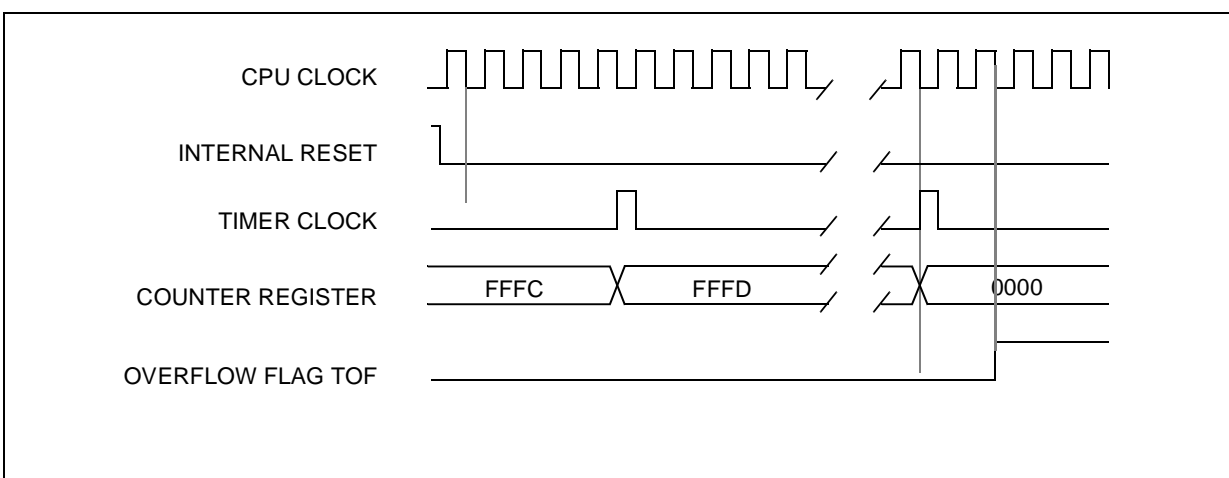 CPU CLOCK
INTERNAL RESET
TIMER CLOCK
COUNTER REGISTER
FFFC
FFFD
0000
OVERFLOW FLAG TOF